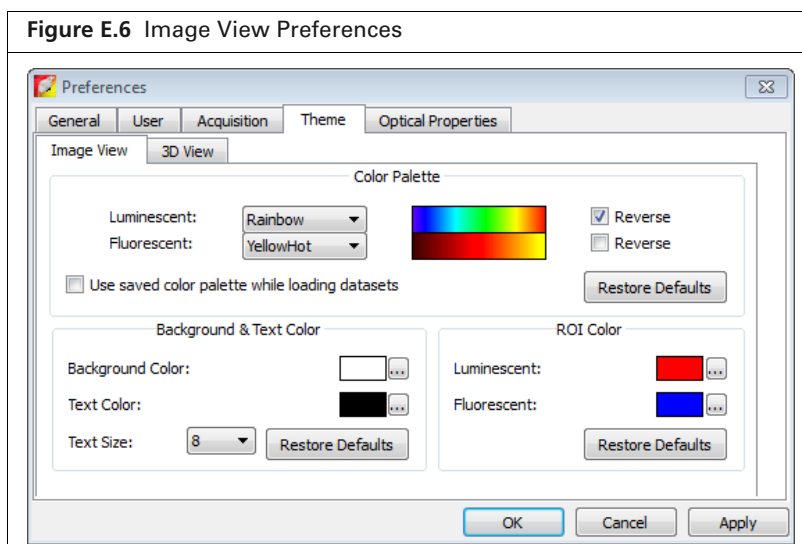 Figure E.6 Image View Preferences
Preferences
General User Acquisition Theme Optical Properties
Image View 3D View
Color Palette
Luminescent: Rainbow Reverse
Fluorescent: YellowHot Reverse
Use saved color palette while loading datasets Restore Defaults
Background & Text Color
Background Color: ...
Text Color: ...
Text Size: 8 Restore Defaults
ROI Color
Luminescent: ...
Fluorescent: ...
Restore Defaults
OK Cancel Apply